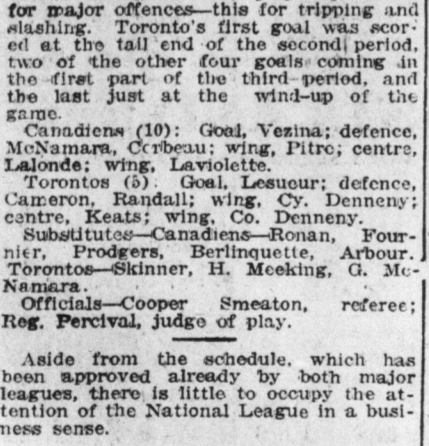 for major offences—this for tripping and
slashing. Toronto's first goal was scor-
ed at the tail end of the second period,
two of the other four goals coming in
the first part of the third period, and
the last just at the wind-up of the
game.
Canadiens (10): Goal, Vezina; defence,
McNamara, Corbeau; wing, Pitre; centre,
Lalonde; wing, Laviolette.
Torontos (5). Goal, Lesueur; defence,
Cameron, Randall; wing, Cy. Denneny;
centre, Keats; wing, Co. Denneny.
Substitutes—Canadiens—Ronan, Four-
nier, Prodgers, Berlinquette, Arbour.
Torontos—Skinner, H. Meeking, G. Mc-
Namara.
Officials—Cooper Smeaton, referee;
Reg. Percival, judge of play.
Aside from the schedule, which has
been approved already by both major
leagues, there is little to occupy the at-
tention of the National League in a busi-
ness sense.